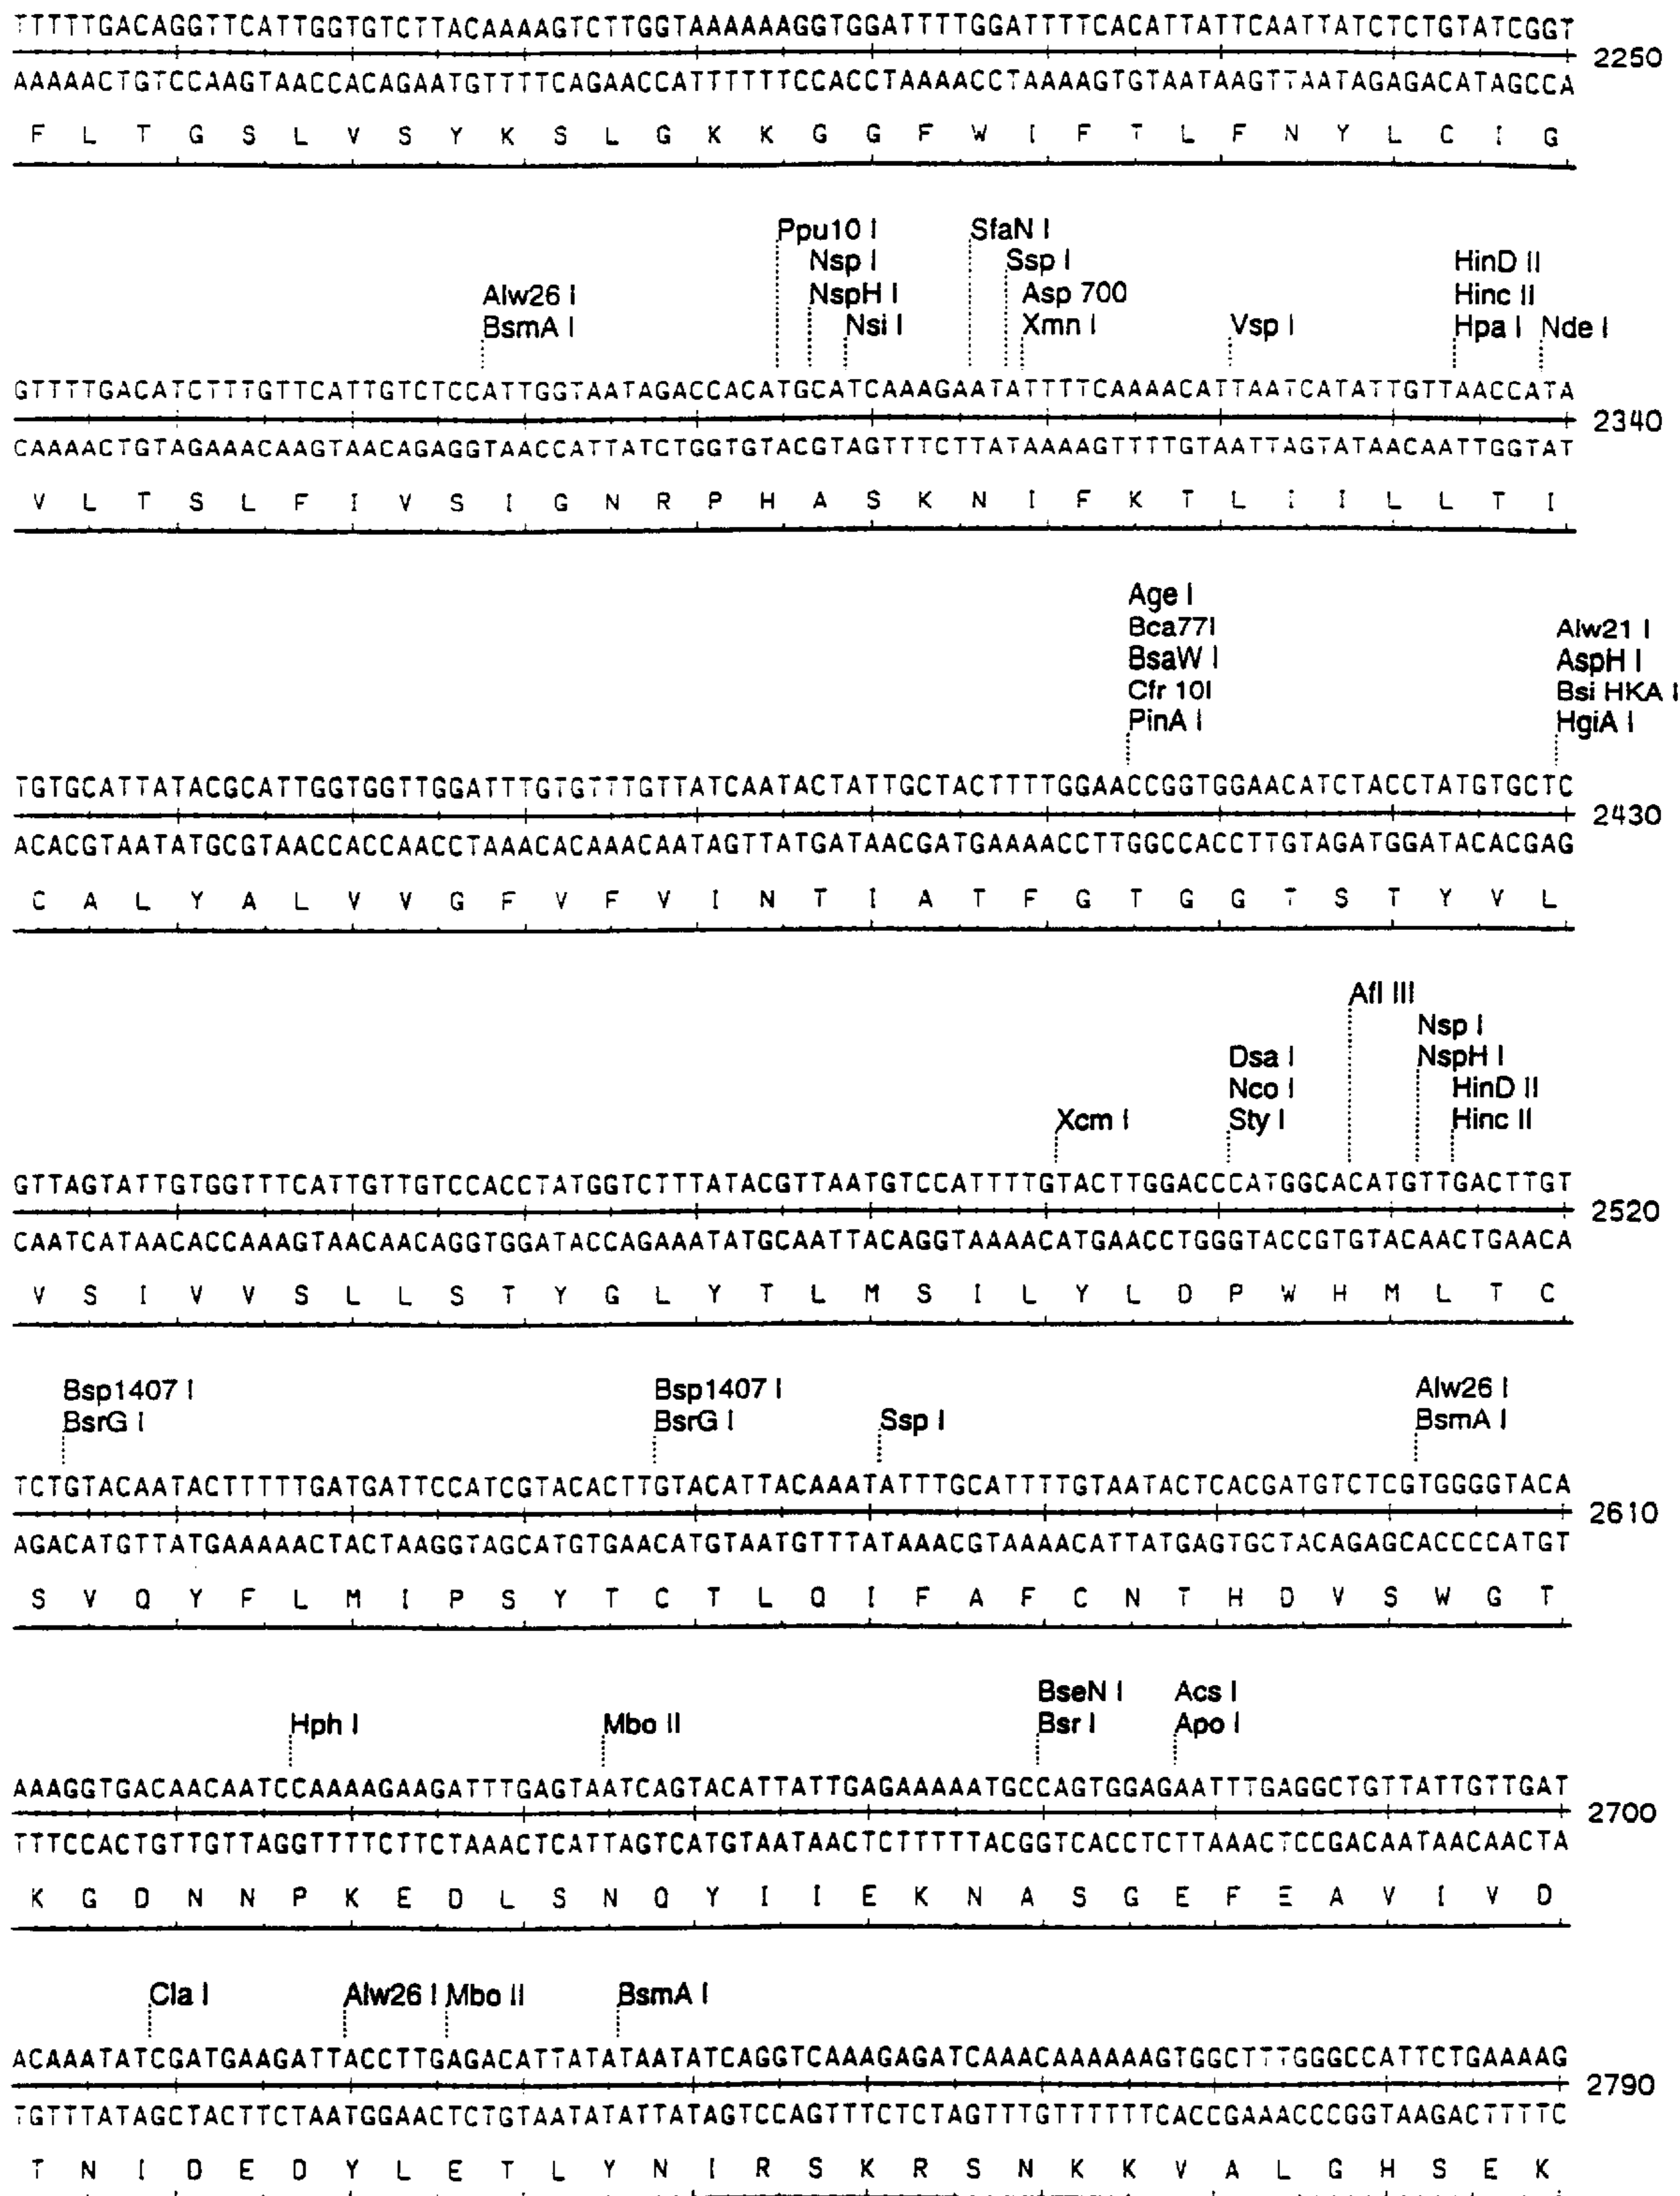 TTTTTGACAGGTTCATTGGTGTCTTACAAAAGTCTTGGTAAAAAAGGTGGATTTTGGATTTTCACATTATTCAATTATCTCTGTATCGGT
2250
AAAAACTGTCCAAGTAACCACAGAATGTTTTCAGAACCATTTTTTCCACCTAAAACCTAAAAGTGTAATAAGTTAATAGAGACATAGCCA
F L T G S L V S Y K S L G K K G G F W I F T L F N Y L C I G
Ppu10 I SfaN I
Nsp I Ssp I HinD II
Alw26 I NspH I Asp 700 Hinc II
BsmA I Nsi I Xmn I Vsp I Hpa I Nde I
GTTTTGACATCTTTGTTCATTGTCTCCATTGGTAATAGACCACATGCATCAAAGAATATTTTCAAAACATTAATCATATTGTTAACCATA
2340
CAAAACTGTAGAAACAAGTAACAGAGGTAACCATTATCTGGTGTACGTAGTTTCTTATAAAAGTTTTGTAATTAGTATAACAATTGGTAT
V L T S L F I V S I G N R P H A S K N I F K T L I I L L T I
Age I
Bca77I Alw21 I
BsaW I AspH I
Cfr 10I Bsi HKA I
PinA I HgiA I
TGTGCATTATACGCATTGGTGGTTGGATTTGTGTTTGTTATCAATACTATTGCTACTTTTGGAACCGGTGGAACATCTACCTATGTGCTC
2430
ACACGTAATATGCGTAACCACCAACCTAAACACAAACAATAGTTATGATAACGATGAAAACCTTGGCCACCTTGTAGATGGATACACGAG
C A L Y A L V V G F V F V I N T I A T F G T G G T S T Y V L
Afl III
Nsp I
Dsa I NspH I
Nco I HinD II
Xcm I Sty I Hinc II
GTTAGTATTGTGGTTTCATTGTTGTCCACCTATGGTCTTTATACGTTAATGTCCATTTTGTACTTGGACCCATGGCACATGTTGACTTGT
2520
CAATCATAACACCAAAGTAACAACAGGTGGATACCAGAAATATGCAATTACAGGTAAAACATGAACCTGGGTACCGTGTACAACTGAACA
V S I V V S L L S T Y G L Y T L M S I L Y L D P W H M L T C
Bsp1407 I Bsp1407 I Alw26 I
BsrG I BsrG I Ssp I BsmA I
TCTGTACAATACTTTTTGATGATTCCATCGTACACTTGTACATTACAAATATTTGCATTTTGTAATACTCACGATGTCTCGTGGGGTACA
2610
AGACATGTTATGAAAAACTACTAAGGTAGCATGTGAACATGTAATGTTTATAAACGTAAAACATTATGAGTGCTACAGAGCACCCCATGT
S V Q Y F L M I P S Y T C T L Q I F A F C N T H D V S W G T
BseN I Acs I
Hph I Mbo II Bsr I Apo I
AAAGGTGACAACAATCCAAAAGAAGATTTGAGTAATCAGTACATTATTGAGAAAAATGCCAGTGGAGAATTTGAGGCTGTTATTGTTGAT
2700
TTTCCACTGTTGTTAGGTTTTCTTCTAAACTCATTAGTCATGTAATAACTCTTTTTACGGTCACCTCTTAAACTCCGACAATAACAACTA
K G D N N P K E D L S N Q Y I I E K N A S G E F E A V I V D
Cla I Alw26 I Mbo II BsmA I
ACAAATATCGATGAAGATTACCTTGAGACATTATATAATATCAGGTCAAAGAGATCAAACAAAAAAGTGGCTTTGGGCCATTCTGAAAAG
2790
TGTTTATAGCTACTTCTAATGGAACTCTGTAATATATTATAGTCCAGTTTCTCTAGTTTGTTTTTTCACCGAAACCCGGTAAGACTTTTC
T N I D E D Y L E T L Y N I R S K R S N K K V A L G H S E K